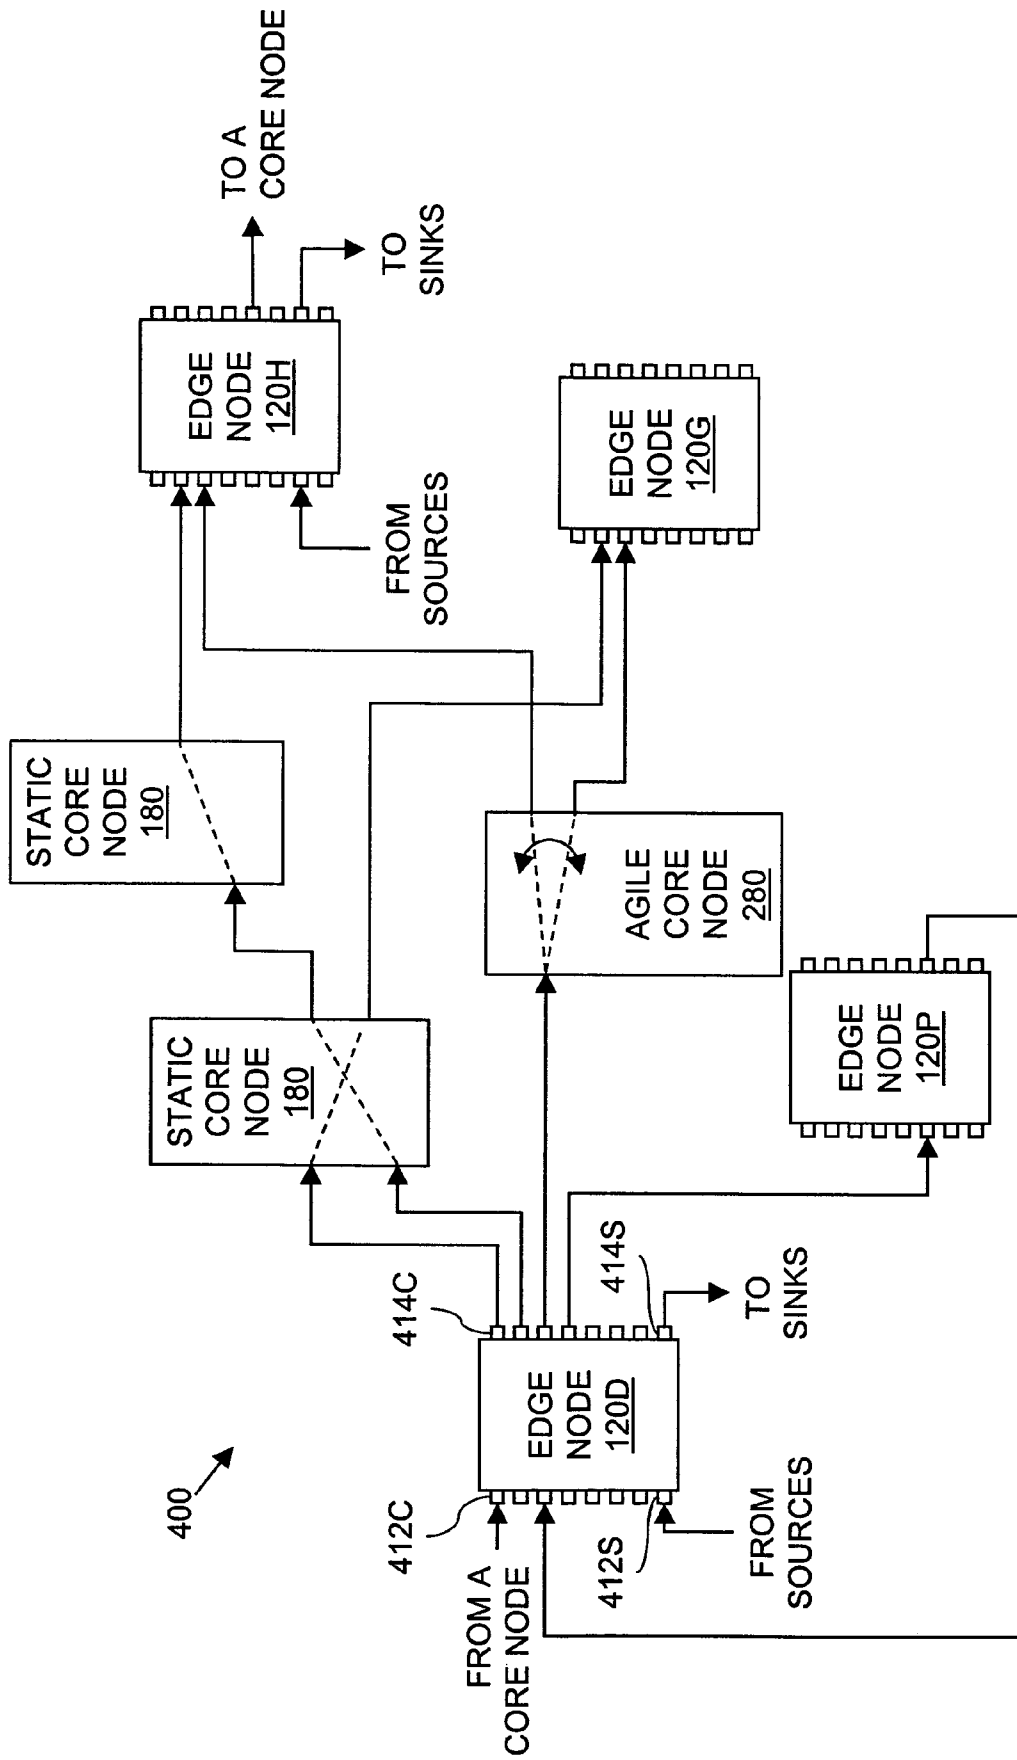 400
FROM A
CORE NODE
412C
412S
FROM
SOURCES
EDGE
NODE
120D
414C
414S
TO
SINKS
STATIC
CORE
NODE
180
STATIC
CORE
NODE
180
AGILE
CORE
NODE
280
EDGE
NODE
120P
FROM
SOURCES
EDGE
NODE
120H
TO A
CORE NODE
TO
SINKS
EDGE
NODE
120G